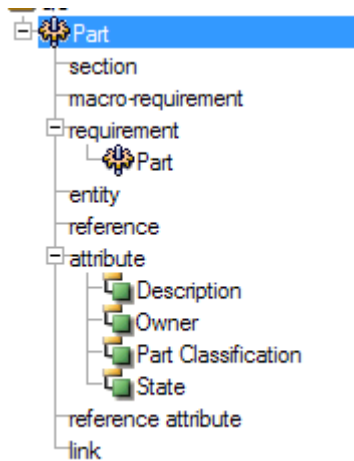 Part
section
macro-requirement
requirement
Part
entity
reference
attribute
Description
Owner
Part Classification
State
reference attribute
link